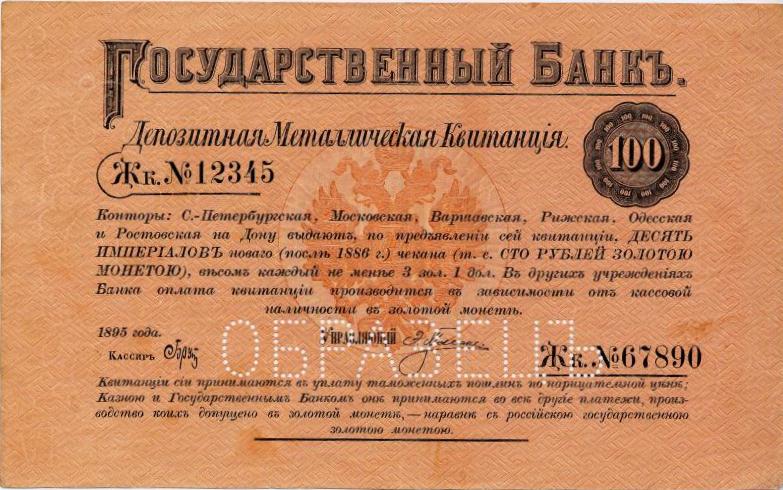 Государственный Банкъ.
Депозитная Металлическая Квитанція.
100
Жк. №12345
Конторы: С.-Петербургская, Московская, Варшавская, Рижская, Одесская
и Ростовская на Дону выдаютъ, по предъявленіи сей квитанціи, ДЕСЯТЬ
ИМПЕРІАЛОВЪ новаго (послѣ 1886 г.) чекана (т. е. СТО РУБЛЕЙ ЗОЛОТОЮ
МОНЕТОЮ), вѣсомъ каждый не менѣе 3 зол. 1 дол. Въ другихъ учрежденіяхъ
Банка оплата квитанціи производится въ зависимости отъ кассовой
наличности въ золотой монетѣ.
1895 года.
Управляющій
ОБРАЗЕЦЪ
Кассиръ
Жк. №67890
Квитанціи сіи принимаются въ уплату таможенныхъ пошлинъ по нарицательной цѣнѣ;
Казною и Государственнымъ Банкомъ онѣ принимаются во всѣ другіе платежи, произ-
водство коихъ допущено въ золотой монетѣ,—наравнѣ съ россійскою государственною
золотою монетою.